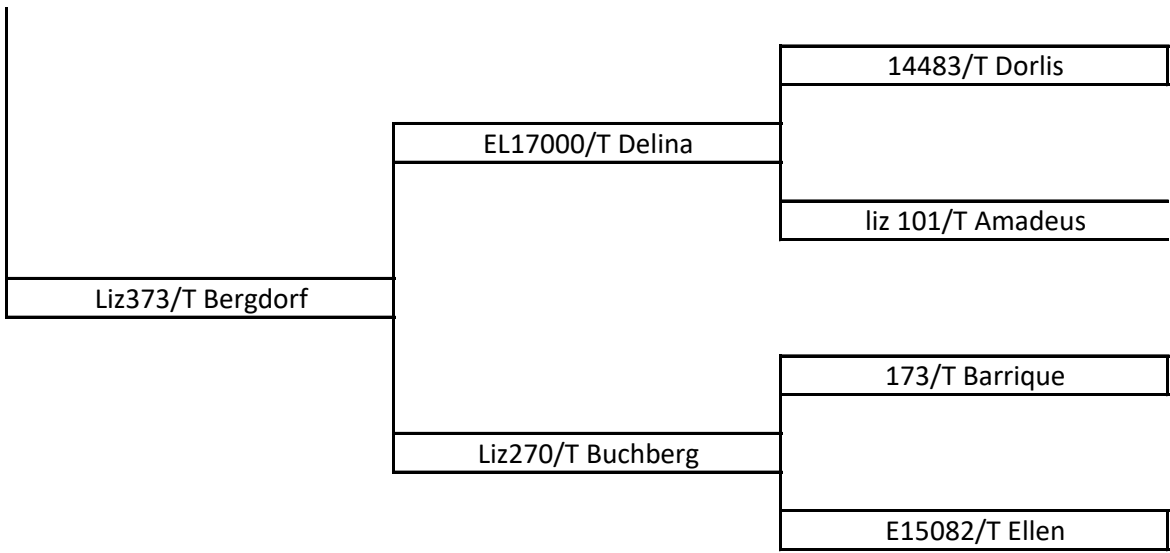 14483/T Dorlis
EL17000/T Delina
liz 101/T Amadeus
Liz373/T Bergdorf
173/T Barrique
Liz270/T Buchberg
E15082/T Ellen